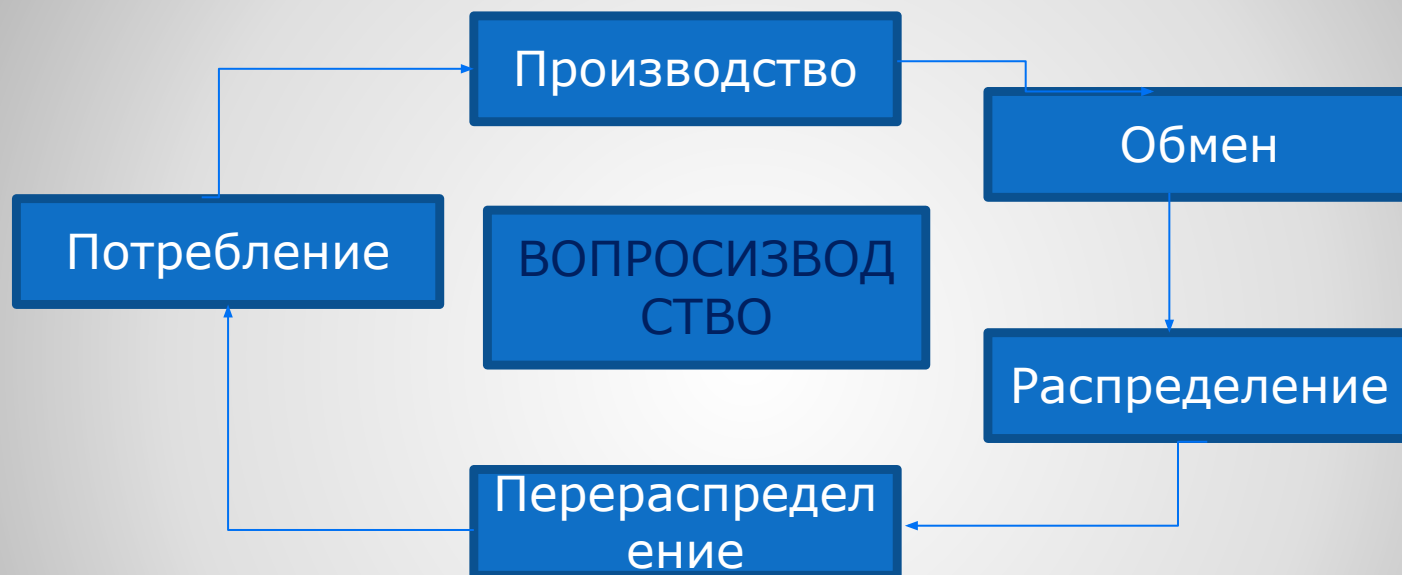 Производство
Обмен
Потребление
ВОПРОСИЗВОД
СТВО
Распределение
Перераспредел
ение